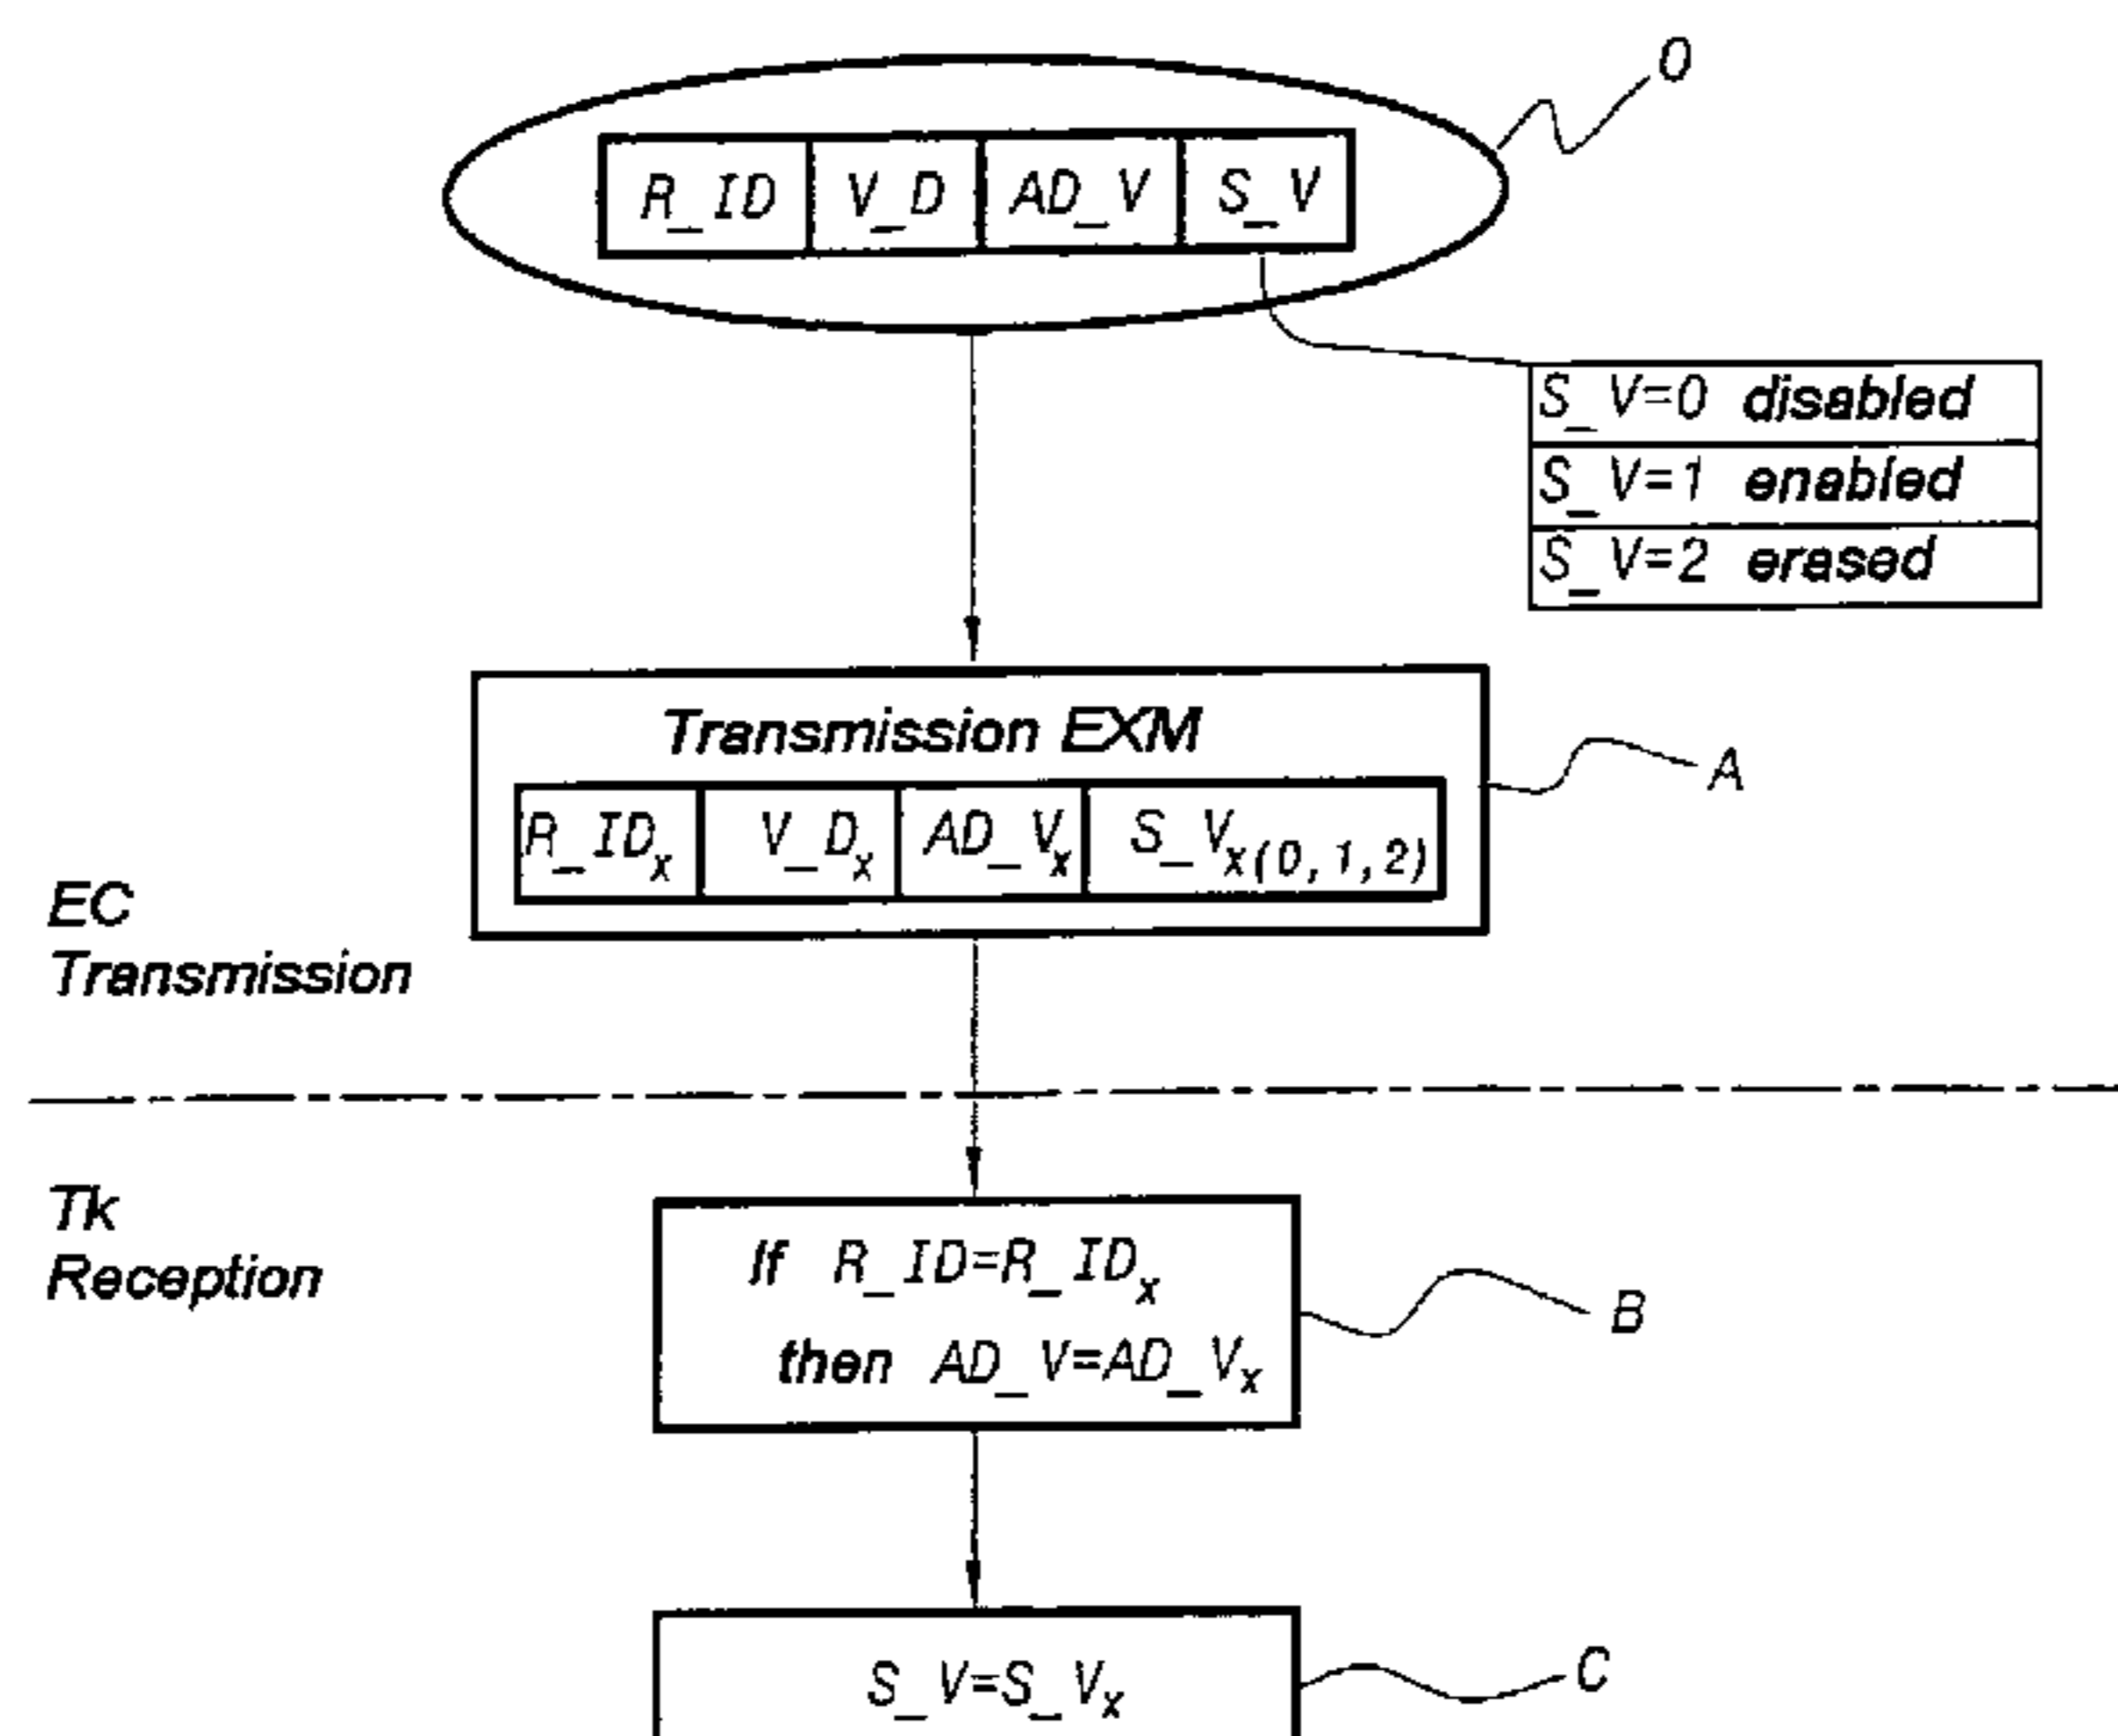 O
R_ID V_D AD_V S_V
S_V=0 disabled
S_V=1 enabled
S_V=2 erased
Transmission EXM
R_IDx V_Dx AD_Vx S_Vx(0,1,2)
A
EC
Transmission
Tk
Reception
If R_ID=R_IDx
then AD_V=AD_Vx
B
S_V=S_Vx
C